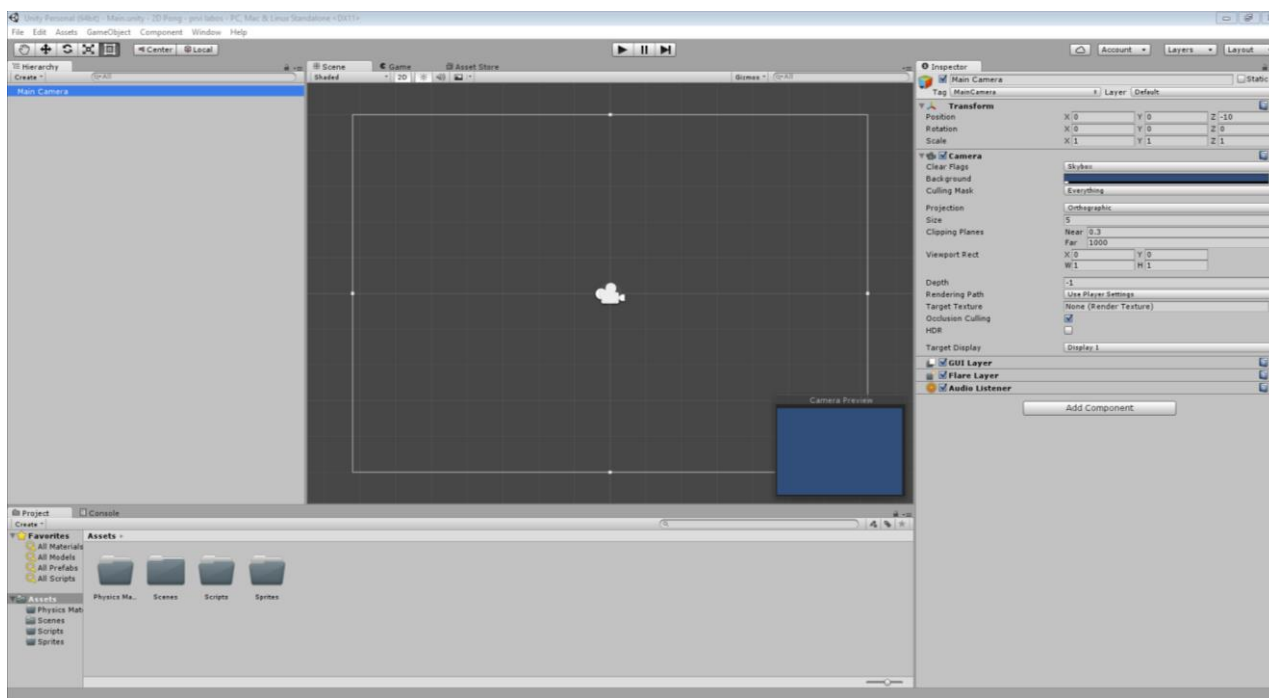 Unity Personal (64bit) - Main.unity - 2D Pong - prvi labos - PC, Mac & Linux Standalone <DX11>
File Edit Assets GameObject Component Window Help
Center Local Account Layers Layout
Hierarchy
Create All
Main Camera
Scene Game Asset Store
Shaded 2D Gizmos All
Camera Preview
Inspector
Main Camera Static
Tag MainCamera Layer Default
Transform
Position X 0 Y 0 Z -10
Rotation X 0 Y 0 Z 0
Scale X 1 Y 1 Z 1
Camera
Clear Flags Skybox
Background
Culling Mask Everything
Projection Orthographic
Size 5
Clipping Planes Near 0.3
Far 1000
Viewport Rect X 0 Y 0
W 1 H 1
Depth -1
Rendering Path Use Player Settings
Target Texture None (Render Texture)
Occlusion Culling
HDR
Target Display Display 1
GUI Layer
Flare Layer
Audio Listener
Add Component
Project Console
Create
Favorites
All Materials
All Models
All Prefabs
All Scripts
Assets
Physics Mat
Scenes
Scripts
Sprites
Assets
Physics Ma... Scenes Scripts Sprites